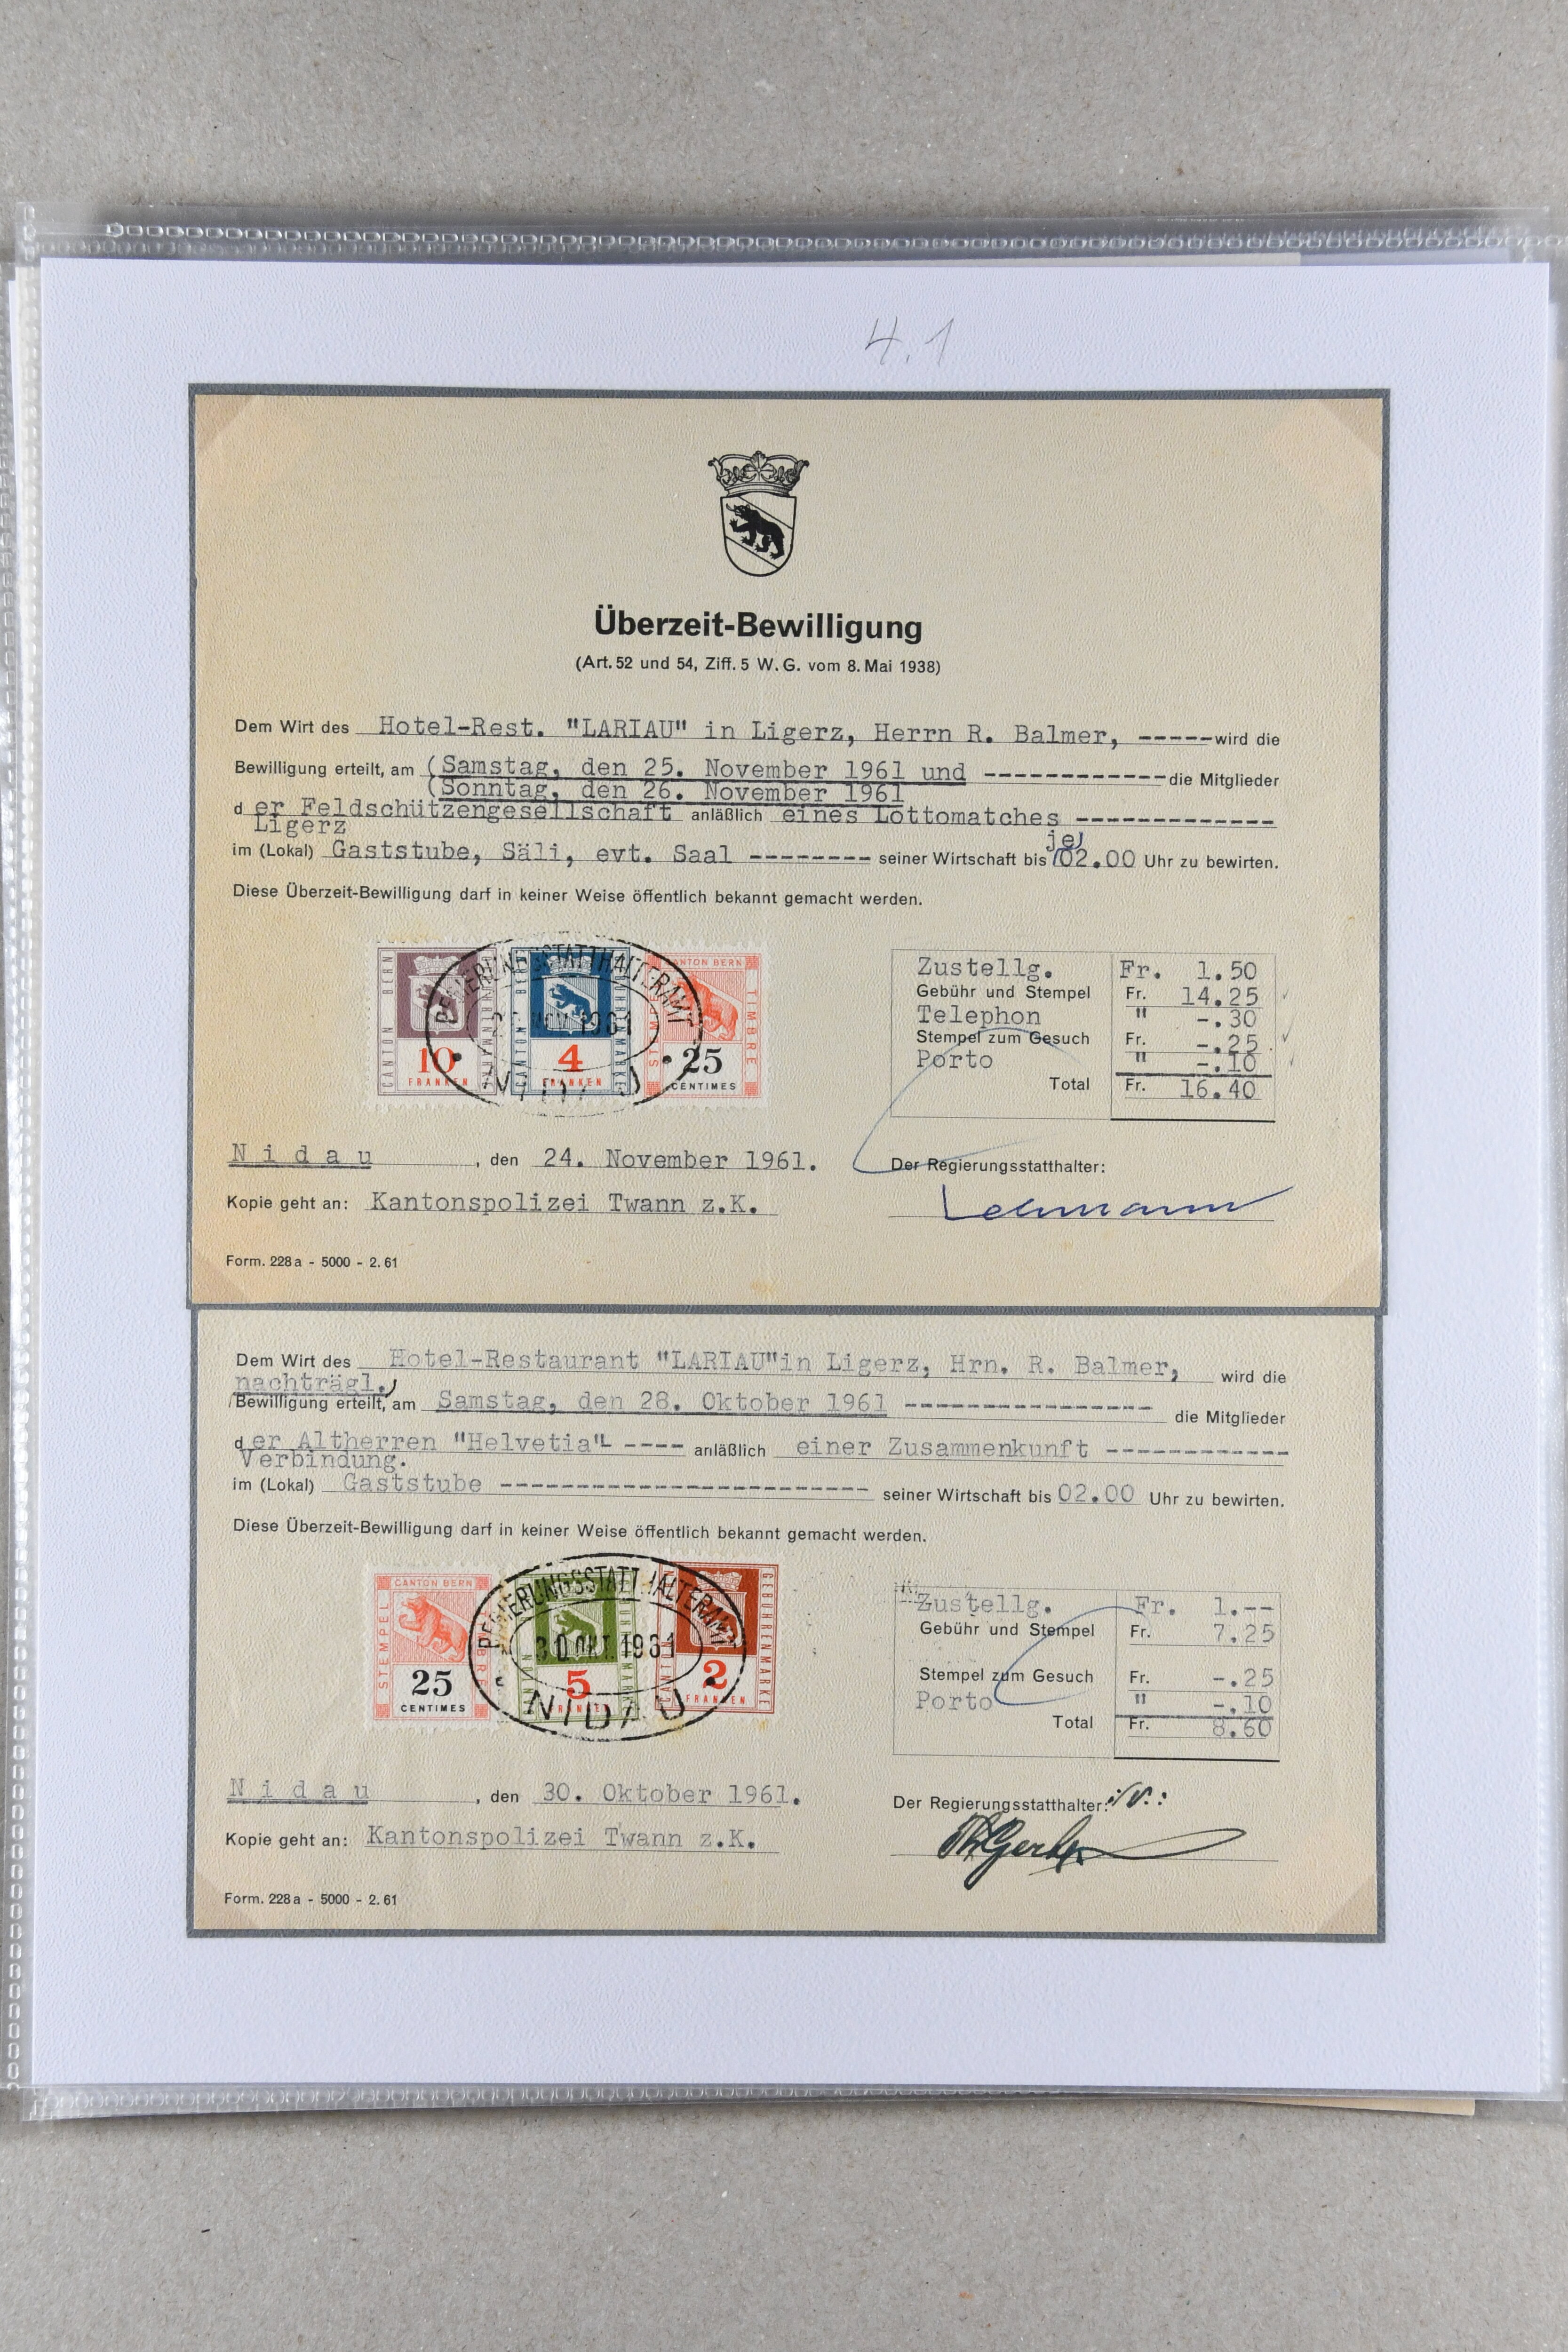 4.1
Überzeit-Bewilligung
(Art. 52 und 54, Ziff. 5 W. G. vom 8. Mai 1938)
Dem Wirt des Hotel-Rest. "LARIAU" in Ligerz, Herrn R. Balmer, ----- wird die
Bewilligung erteilt, am (Samstag, den 25. November 1961 und ------------ die Mitglieder
(Sonntag, den 26. November 1961
d er Feldschützengesellschaft anläßlich eines Lottomatches -------------
Ligerz
je
im (Lokal) Gaststube, Säli, evt. Saal -------- seiner Wirtschaft bis 02.00 Uhr zu bewirten.
Diese Überzeit-Bewilligung darf in keiner Weise öffentlich bekannt gemacht werden.
CANTON BERN 10 FRANKEN
CANTON BERN 4 FRANKEN
CANTON BERN TIMBRE 25 CENTIMES
REGIERUNGSSTATTHALTERAMT
NOV. 1961
NIDAU
Zustellg. Fr. 1.50
Gebühr und Stempel Fr. 14.25
Telephon " -.30
Stempel zum Gesuch Fr. -.25
Porto " -.10
Total Fr. 16.40
Nidau, den 24. November 1961.
Der Regierungsstatthalter:
Kopie geht an: Kantonspolizei Twann z.K.
Lehmann
Form. 228 a - 5000 - 2. 61
Dem Wirt des Hotel-Restaurant "LARIAU"in Ligerz, Hrn. R. Balmer, wird die
nachträgl.
Bewilligung erteilt, am Samstag, den 28. Oktober 1961 ---------------- die Mitglieder
d er Altherren "Helvetia"- ---- anläßlich einer Zusammenkunft ------------
Verbindung.
im (Lokal) Gaststube ------------------------ seiner Wirtschaft bis 02.00 Uhr zu bewirten.
Diese Überzeit-Bewilligung darf in keiner Weise öffentlich bekannt gemacht werden.
CANTON BERN STEMPEL 25 CENTIMES
5
GEBÜHRENMARKE 2 FRANKEN
REGIERUNGSSTATTHALTERAMT
30. OKT. 1961
NIDAU
Zustellg. Fr. 1.--
Gebühr und Stempel Fr. 7.25
Stempel zum Gesuch Fr. -.25
Porto " -.10
Total Fr. 8.60
Nidau, den 30. Oktober 1961.
Der Regierungsstatthalter: i/V.:
Kopie geht an: Kantonspolizei Twann z.K.
Form. 228 a - 5000 - 2. 61